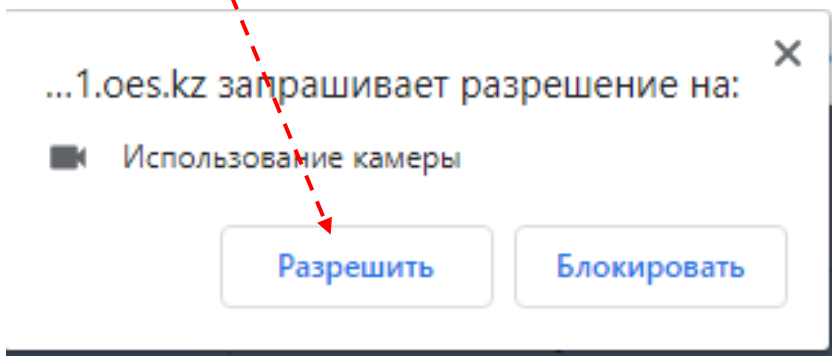 ...1.oes.kz запрашивает разрешение на:
Использование камеры
Разрешить
Блокировать